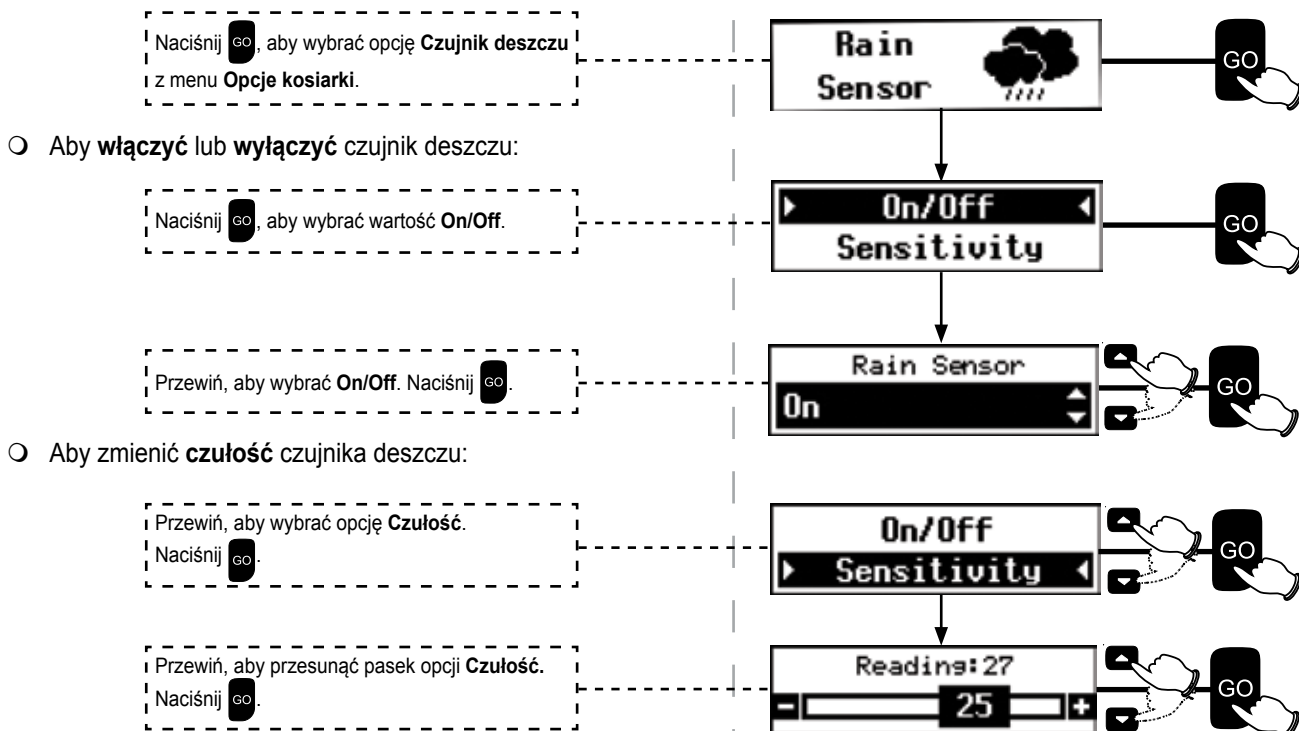 Naciśnij GO, aby wybrać opcję Czujnik deszczu
z menu Opcje kosiarki.
Rain
Sensor
GO
Aby włączyć lub wyłączyć czujnik deszczu:
Naciśnij GO, aby wybrać wartość On/Off.
On/Off
Sensitivity
GO
Przewiń, aby wybrać On/Off. Naciśnij GO.
Rain Sensor
On
GO
Aby zmienić czułość czujnika deszczu:
Przewiń, aby wybrać opcję Czułość.
Naciśnij GO.
On/Off
Sensitivity
GO
Przewiń, aby przesunąć pasek opcji Czułość.
Naciśnij GO.
Reading:27
- 25 +
GO